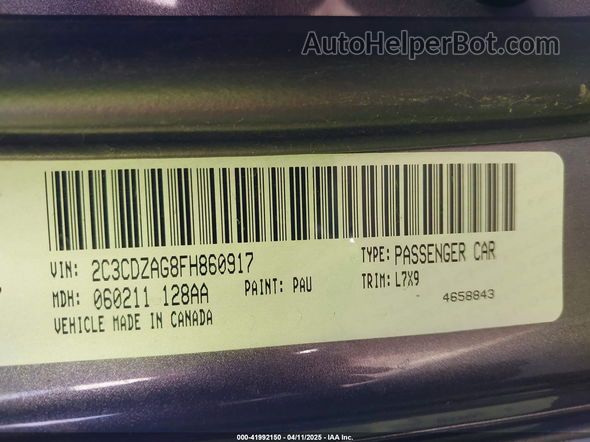 AutoHelperBot.com
VIN: 2C3CDZAG8FH860917 TYPE: PASSENGER CAR
MDH: 060211 128AA PAINT: PAU TRIM: L7X9
VEHICLE MADE IN CANADA 4658843
000-41992150 - 04/11/2025 - IAA Inc.